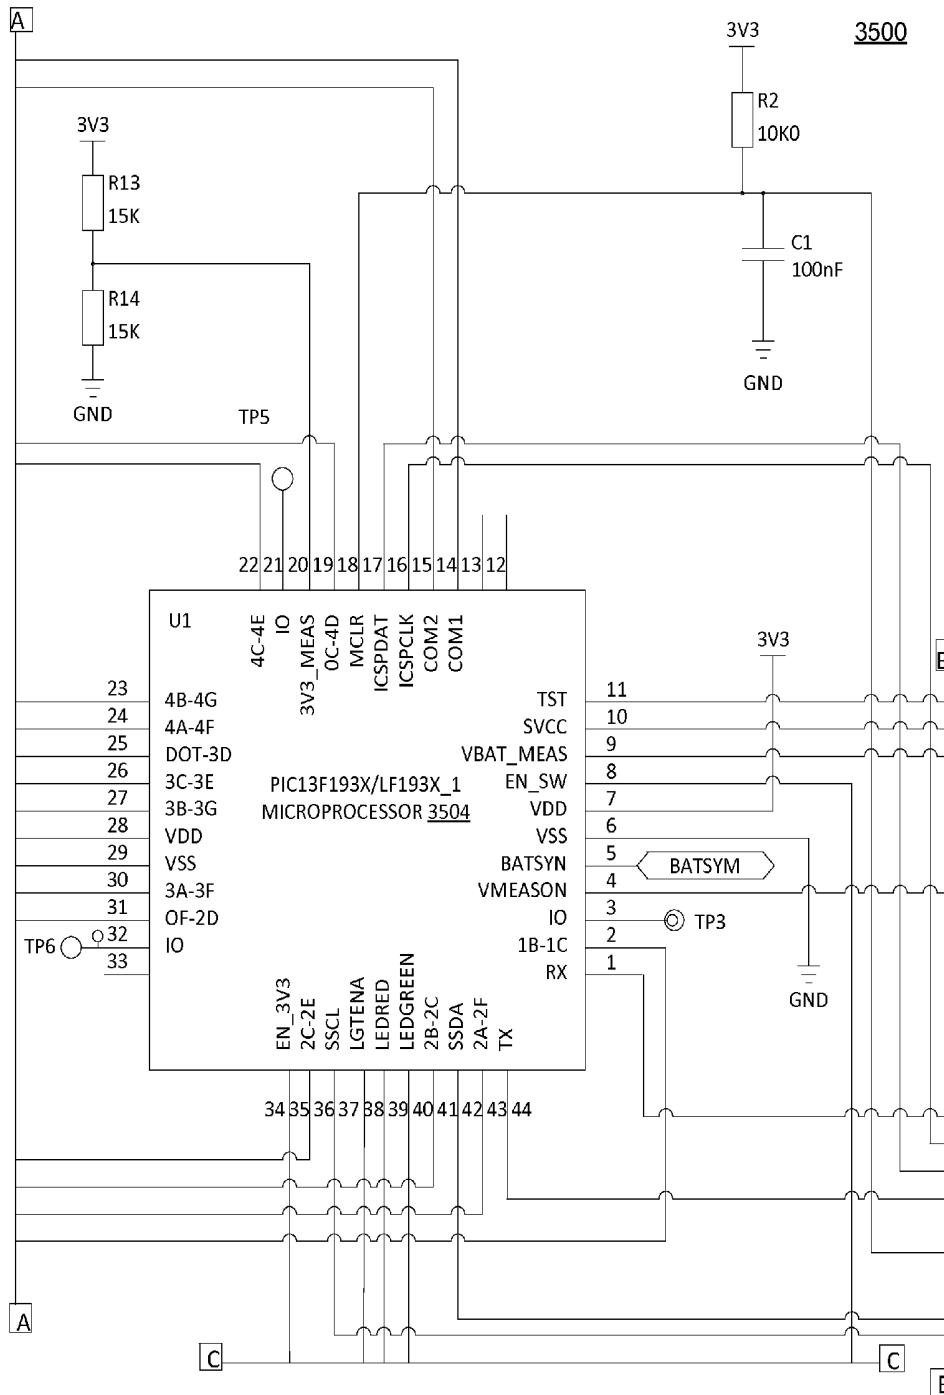 A
3V3
3500
R2
10K0
3V3
R13
15K
C1
100nF
R14
15K
GND
GND
TP5
22 21 20 19 18 17 16 15 14 13 12
U1
4C-4E
IO
3V3_MEAS
0C-4D
MCLR
ICSPDAT
ICSPCLK
COM2
COM1
3V3
23 4B-4G
24 4A-4F
25 DOT-3D
26 3C-3E
27 3B-3G
28 VDD
29 VSS
30 3A-3F
31 OF-2D
TP6 32 IO
33
PIC13F193X/LF193X_1
MICROPROCESSOR 3504
TST 11
SVCC 10
VBAT_MEAS 9
EN_SW 8
VDD 7
VSS 6
BATSYN 5 BATSYM
VMEASON 4
IO 3 TP3
1B-1C 2
RX 1
GND
EN_3V3
2C-2E
SSCL
LGTENA
LEDRED
LEDGREEN
2B-2C
SSDA
2A-2F
TX
34 35 36 37 38 39 40 41 42 43 44
A
C
C